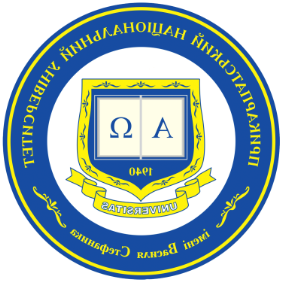 ПРИКАРПАТСЬКИЙ НАЦІОНАЛЬНИЙ УНІВЕРСИТЕТ
Α Ω
1940
UNIVERSITAS
імені Василя Стефаника